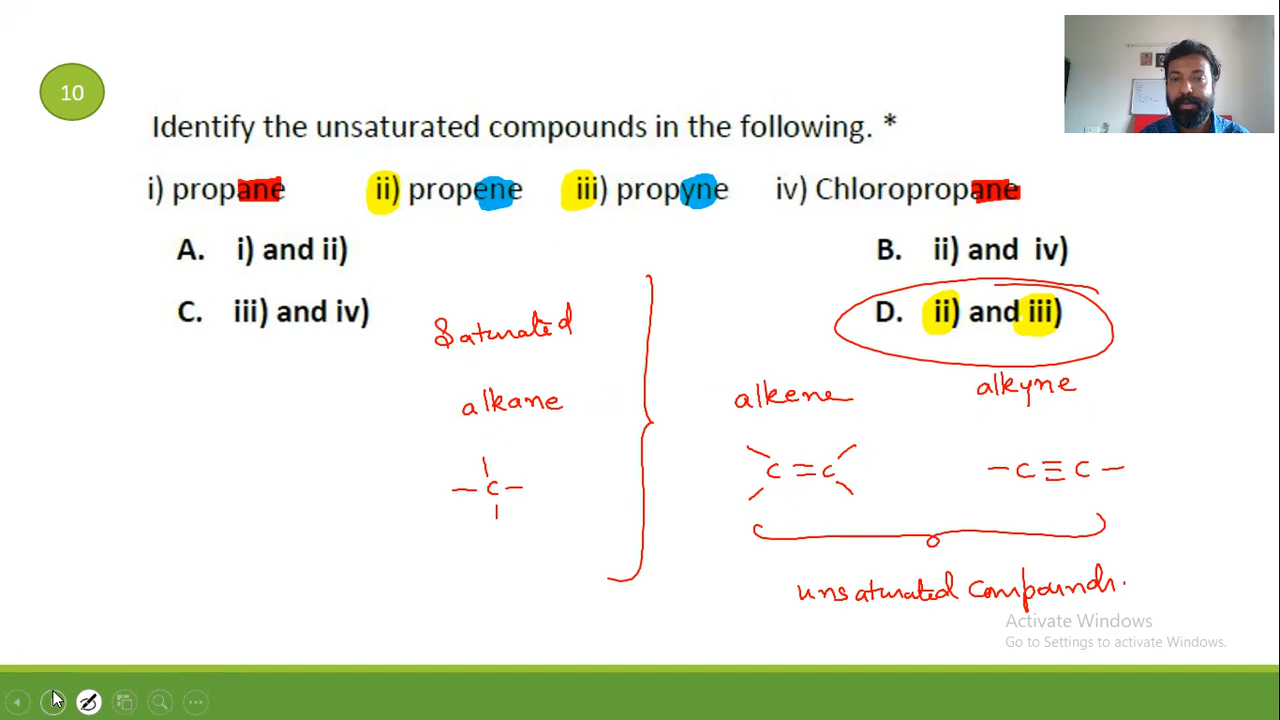 10
Identify the unsaturated compounds in the following. *
i) propane ii) propene iii) propyne iv) Chloropropane
A. i) and ii) B. ii) and iv)
C. iii) and iv) D. ii) and iii)
Saturated
alkane alkene alkyne
– C – C = C – C ≡ C –
unsaturated compounds.
Activate Windows
Go to Settings to activate Windows.